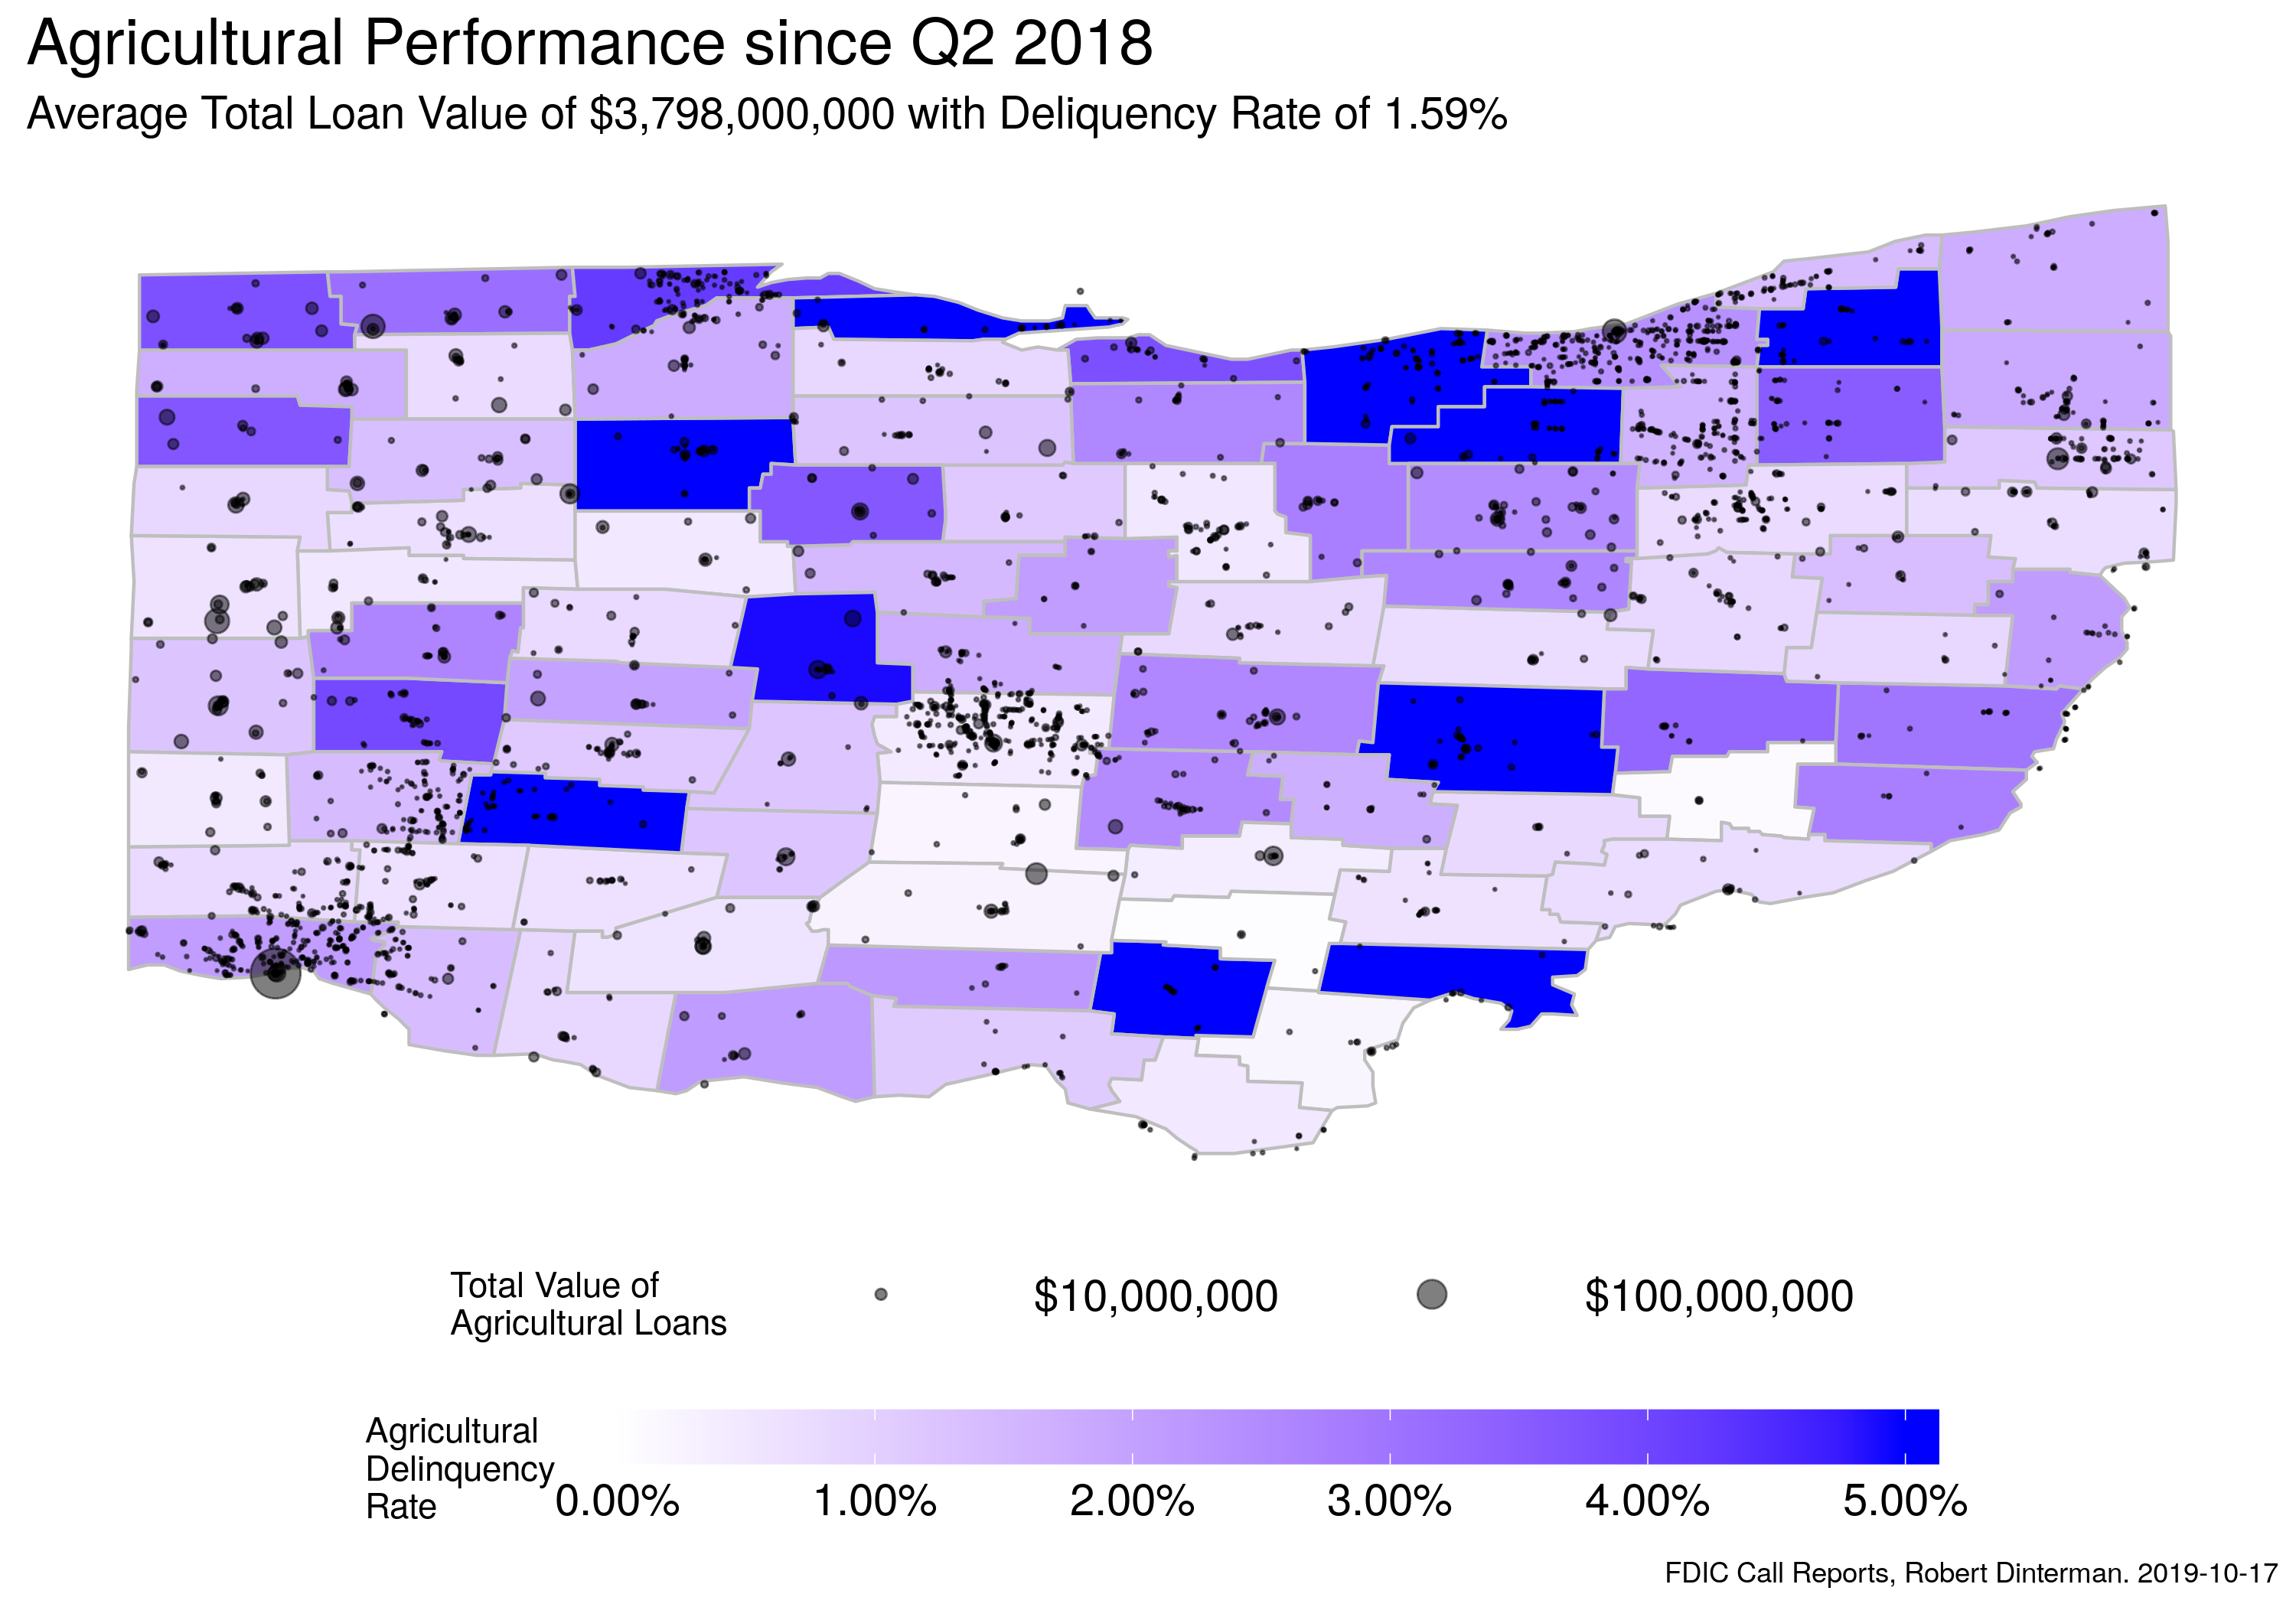 Agricultural Performance since Q2 2018
Average Total Loan Value of $3,798,000,000 with Deliquency Rate of 1.59%
Total Value of
Agricultural Loans
$10,000,000
$100,000,000
Agricultural
Delinquency
Rate
0.00%
1.00%
2.00%
3.00%
4.00%
5.00%
FDIC Call Reports, Robert Dinterman. 2019-10-17